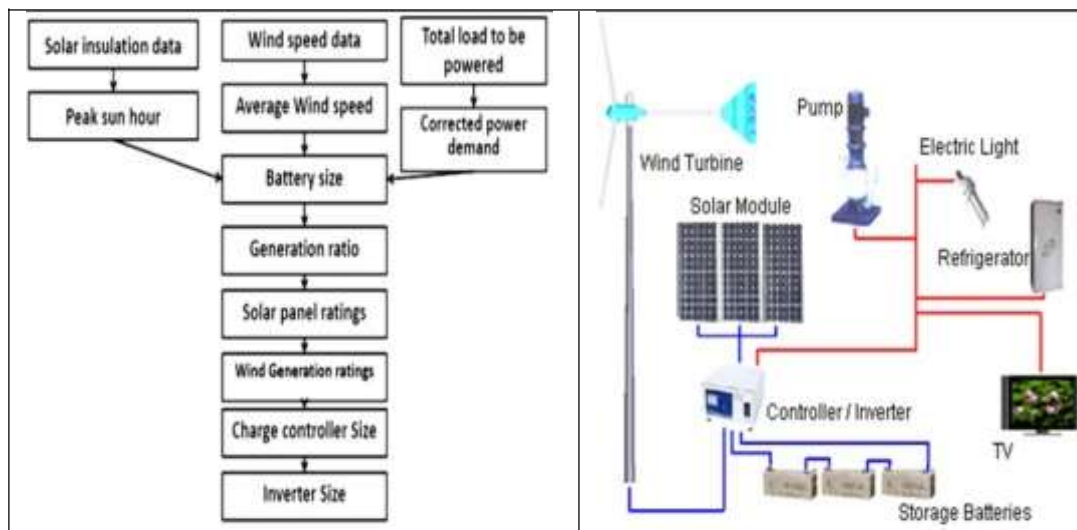 Solar insulation data
Wind speed data
Total load to be
powered
Peak sun hour
Average Wind speed
Corrected power
demand
Battery size
Generation ratio
Solar panel ratings
Wind Generation ratings
Charge controller Size
Inverter Size
Wind Turbine
Pump
Electric Light
Solar Module
Refrigerator
Controller / Inverter
TV
Storage Batteries